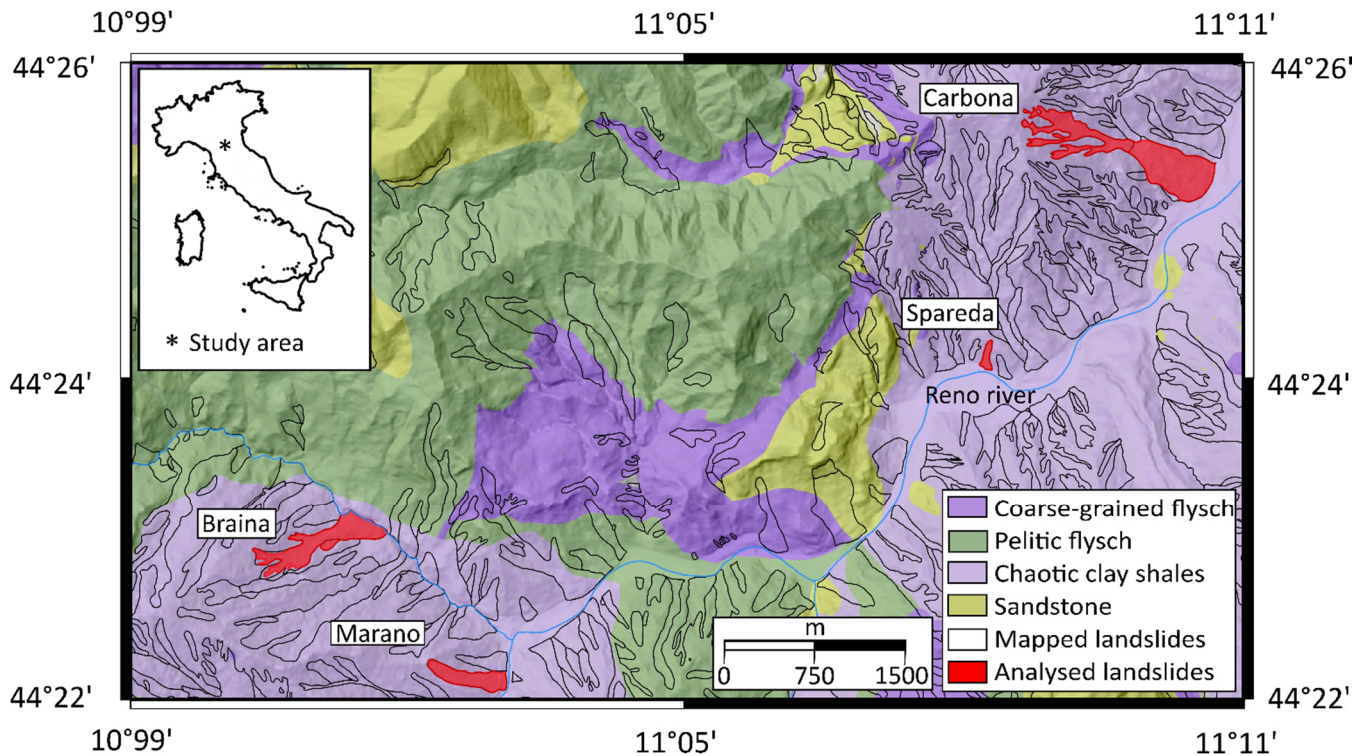 10°99' 11°05' 11°11'
44°26' 44°26'
Carbona
* Study area
Spareda
44°24' 44°24'
Reno river
Braina
Coarse-grained flysch
Pelitic flysch
Chaotic clay shales
Sandstone
Mapped landslides
Analysed landslides
Marano
m
0 750 1500
44°22' 44°22'
10°99' 11°05' 11°11'